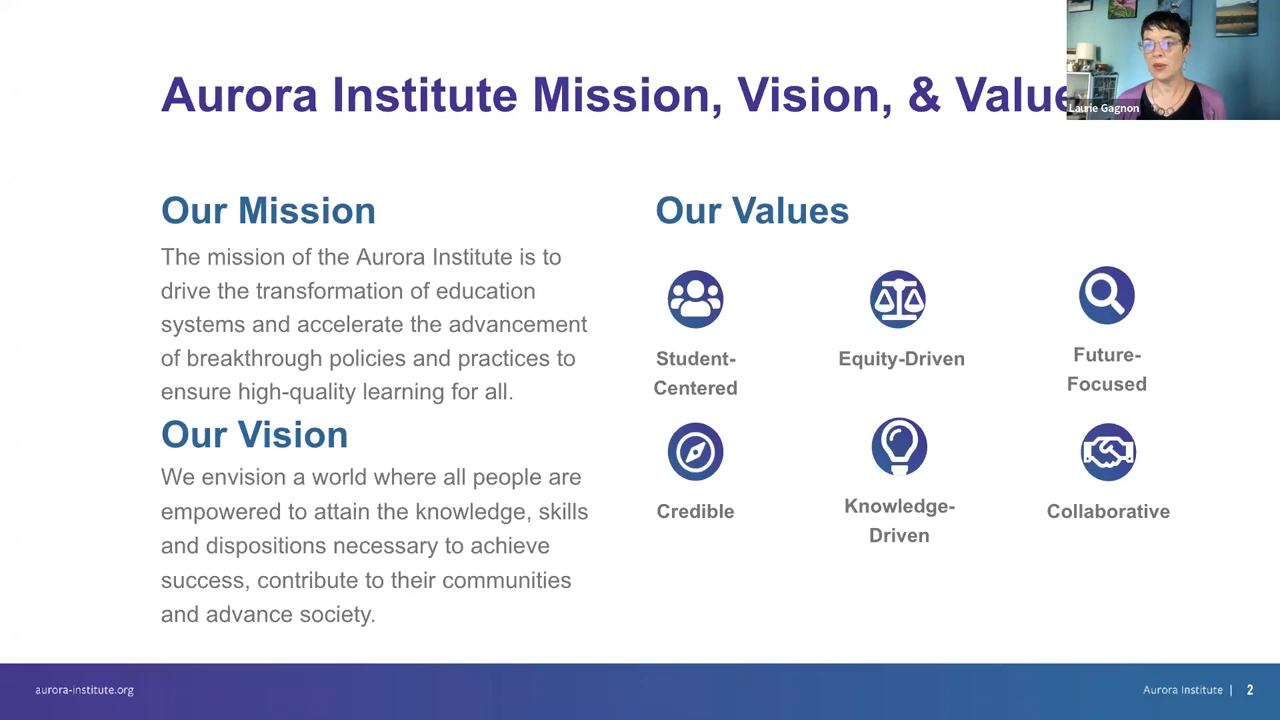 Aurora Institute Mission, Vision, & Value
Laurie Gagnon
Our Mission
The mission of the Aurora Institute is to
drive the transformation of education
systems and accelerate the advancement
of breakthrough policies and practices to
ensure high-quality learning for all.
Our Vision
We envision a world where all people are
empowered to attain the knowledge, skills
and dispositions necessary to achieve
success, contribute to their communities
and advance society.
Our Values
Student-
Centered
Equity-Driven
Future-
Focused
Credible
Knowledge-
Driven
Collaborative
aurora-institute.org
Aurora Institute | 2